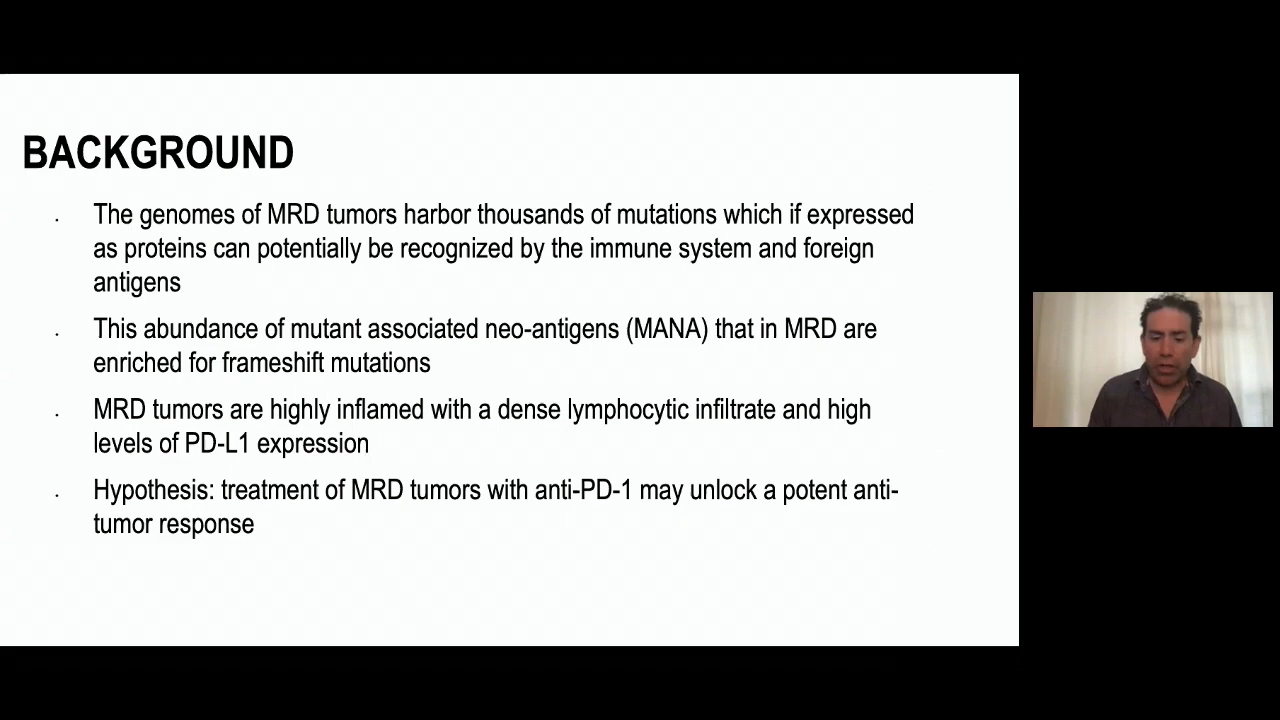 BACKGROUND
· The genomes of MRD tumors harbor thousands of mutations which if expressed
as proteins can potentially be recognized by the immune system and foreign
antigens
· This abundance of mutant associated neo-antigens (MANA) that in MRD are
enriched for frameshift mutations
· MRD tumors are highly inflamed with a dense lymphocytic infiltrate and high
levels of PD-L1 expression
· Hypothesis: treatment of MRD tumors with anti-PD-1 may unlock a potent anti-
tumor response